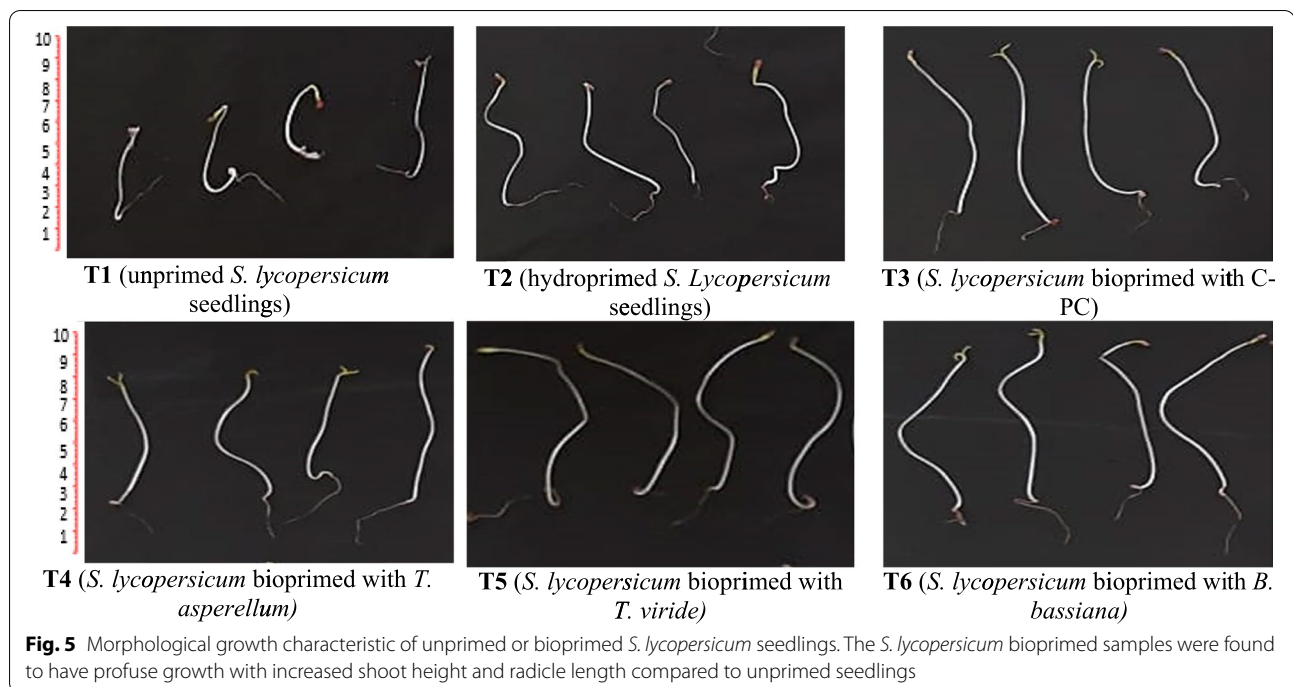 10
9
8
7
6
5
4
3
2
1
T1 (unprimed S. lycopersicum
seedlings)
T2 (hydroprimed S. Lycopersicum
seedlings)
T3 (S. lycopersicum bioprimed with C-
PC)
10
9
8
7
6
5
4
3
2
1
T4 (S. lycopersicum bioprimed with T.
asperellum)
T5 (S. lycopersicum bioprimed with
T. viride)
T6 (S. lycopersicum bioprimed with B.
bassiana)
Fig. 5 Morphological growth characteristic of unprimed or bioprimed S. lycopersicum seedlings. The S. lycopersicum bioprimed samples were found
to have profuse growth with increased shoot height and radicle length compared to unprimed seedlings